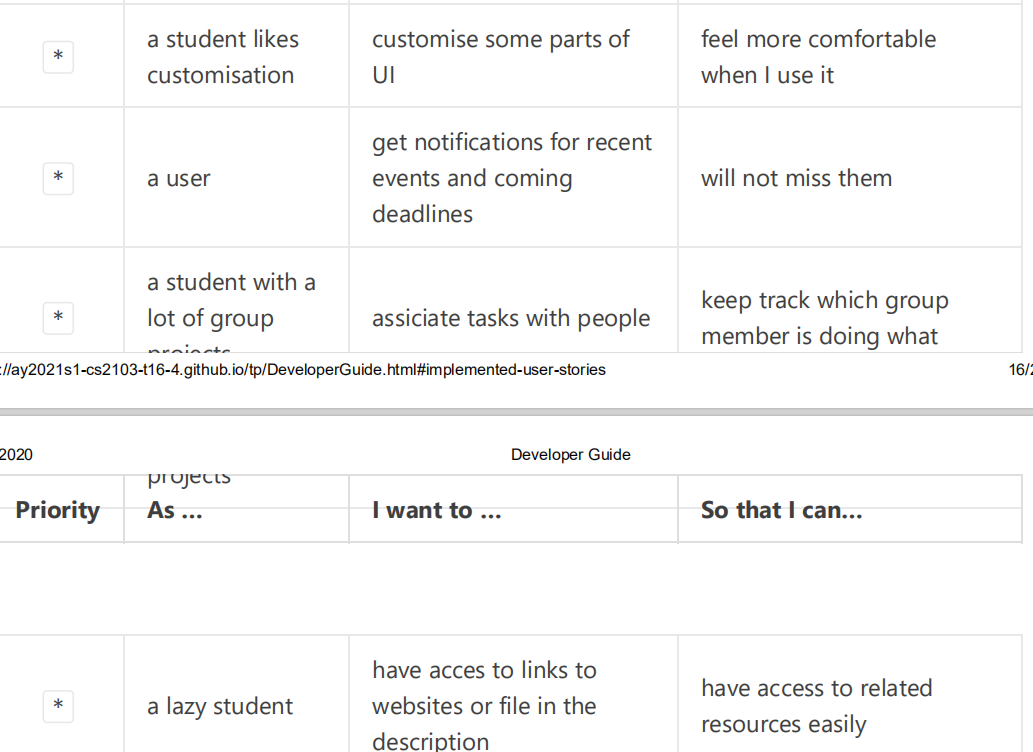 * a student likes customisation customise some parts of UI feel more comfortable when I use it
* a user get notifications for recent events and coming deadlines will not miss them
* a student with a lot of group projects assiciate tasks with people keep track which group member is doing what
://ay2021s1-cs2103-t16-4.github.io/tp/DeveloperGuide.html#implemented-user-stories 16/2
2020 Developer Guide
projects
Priority As … I want to … So that I can…
* a lazy student have acces to links to websites or file in the description have access to related resources easily